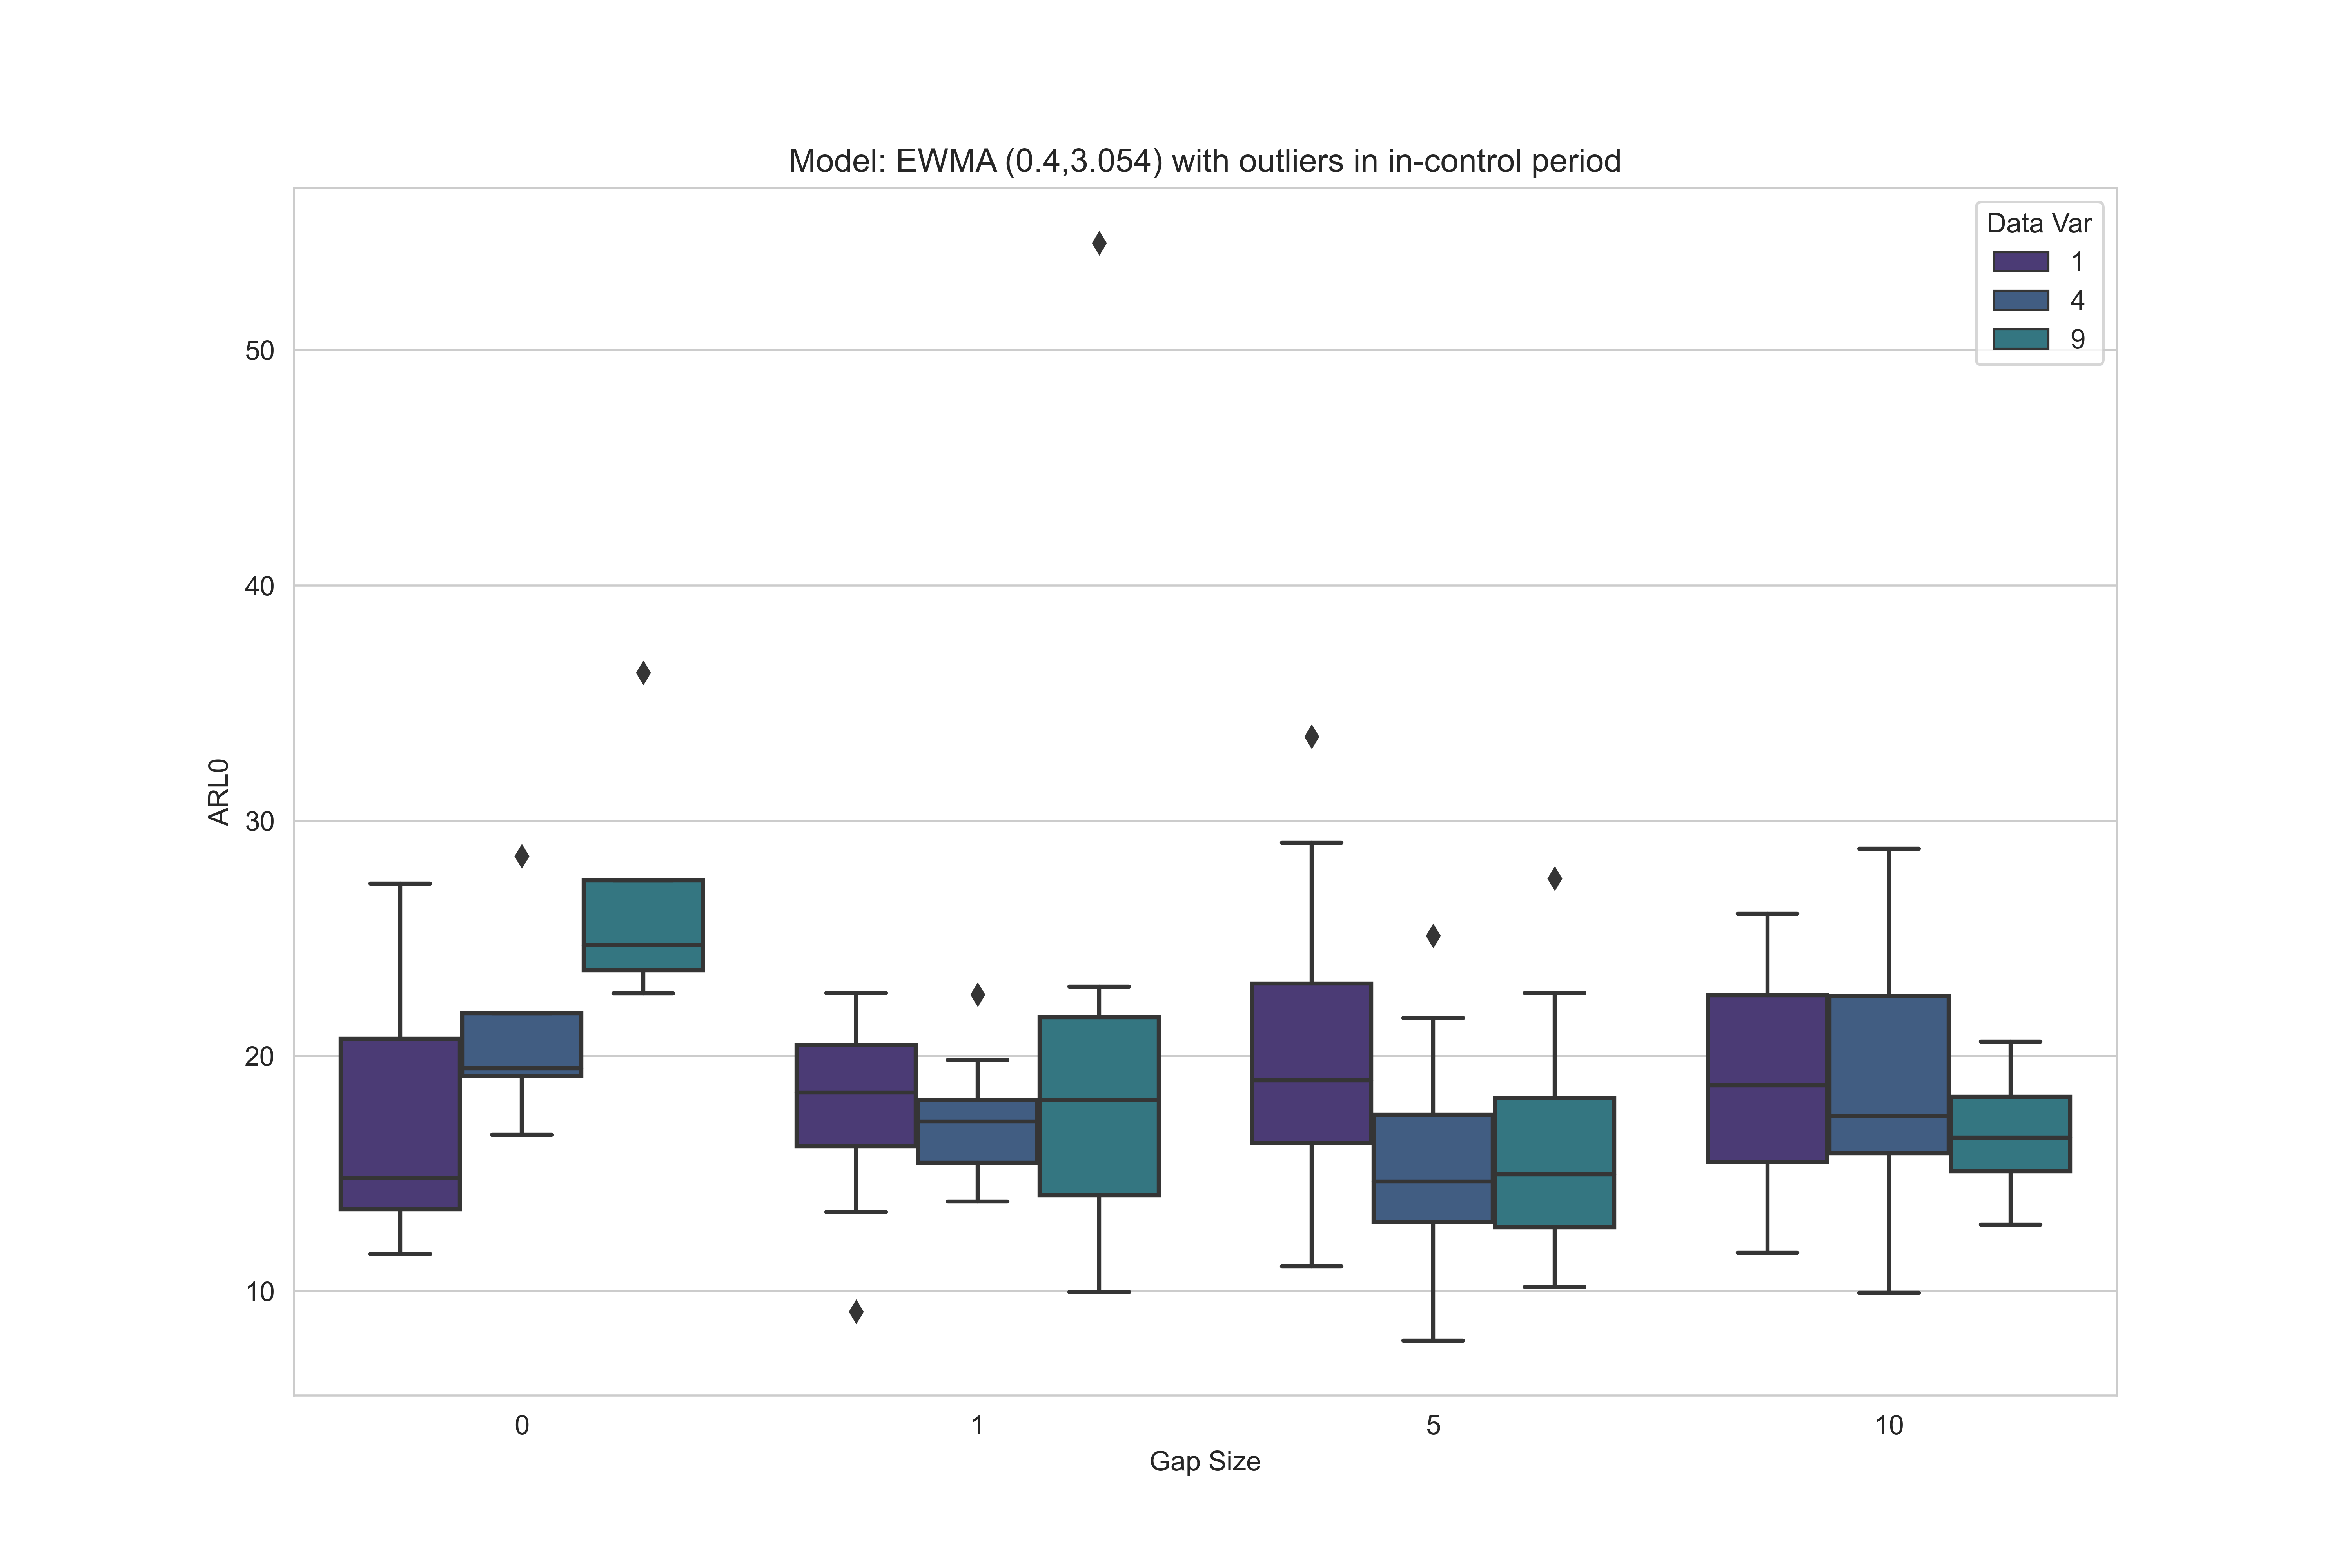 Model: EWMA (0.4,3.054) with outliers in in-control period
Data Var
1
4
9
50
40
30
20
10
ARL0
0 1 5 10
Gap Size